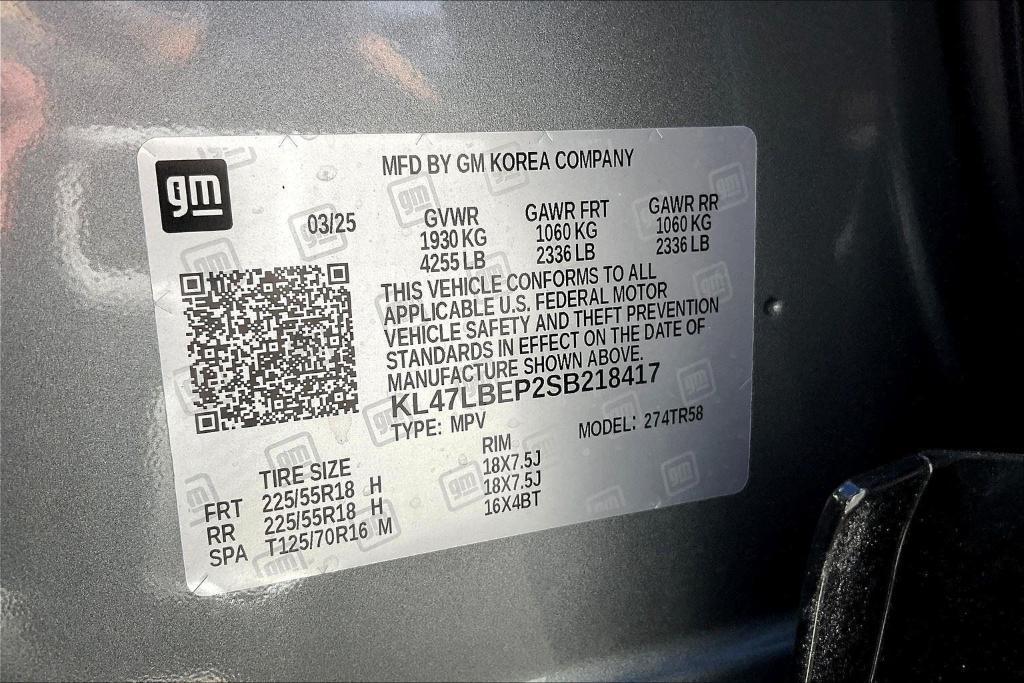 gm
MFD BY GM KOREA COMPANY
03/25 GVWR GAWR FRT GAWR RR
1930 KG 1060 KG 1060 KG
4255 LB 2336 LB 2336 LB
THIS VEHICLE CONFORMS TO ALL
APPLICABLE U.S. FEDERAL MOTOR
VEHICLE SAFETY AND THEFT PREVENTION
STANDARDS IN EFFECT ON THE DATE OF
MANUFACTURE SHOWN ABOVE.
KL47LBEP2SB218417
TYPE: MPV MODEL: 274TR58
TIRE SIZE RIM
FRT 225/55R18 H 18X7.5J
RR 225/55R18 H 18X7.5J
SPA T125/70R16 M 16X4BT